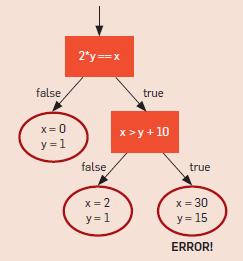 2*y==x
false
true
x=0
y=1
x>y+10
false
true
x=2
y=1
x=30
y=15
ERROR!